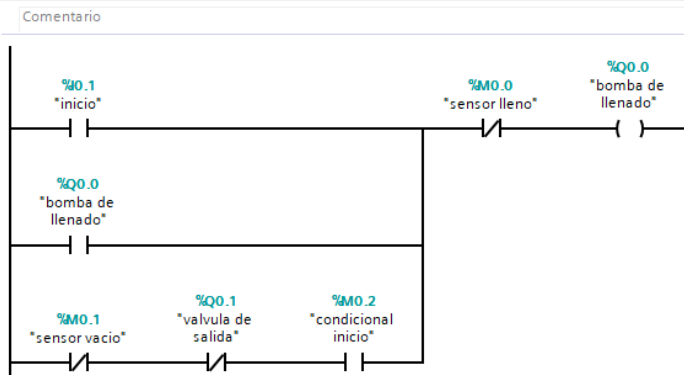 Comentario
%I0.1
"inicio"
%M0.0
"sensor lleno"
%Q0.0
"bomba de
llenado"
%Q0.0
"bomba de
llenado"
%M0.1
"sensor vacio"
%Q0.1
"valvula de
salida"
%M0.2
"condicional
inicio"